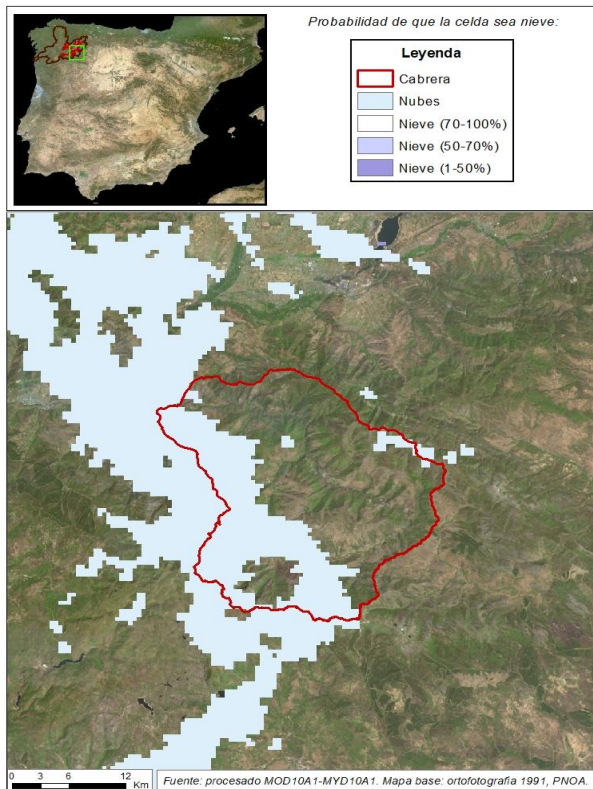 Probabilidad de que la celda sea nieve:
Leyenda
Cabrera
Nubes
Nieve (70-100%)
Nieve (50-70%)
Nieve (1-50%)
0 3 6 12
Km
Fuente: procesado MOD10A1-MYD10A1. Mapa base: ortofotografia 1991, PNOA.